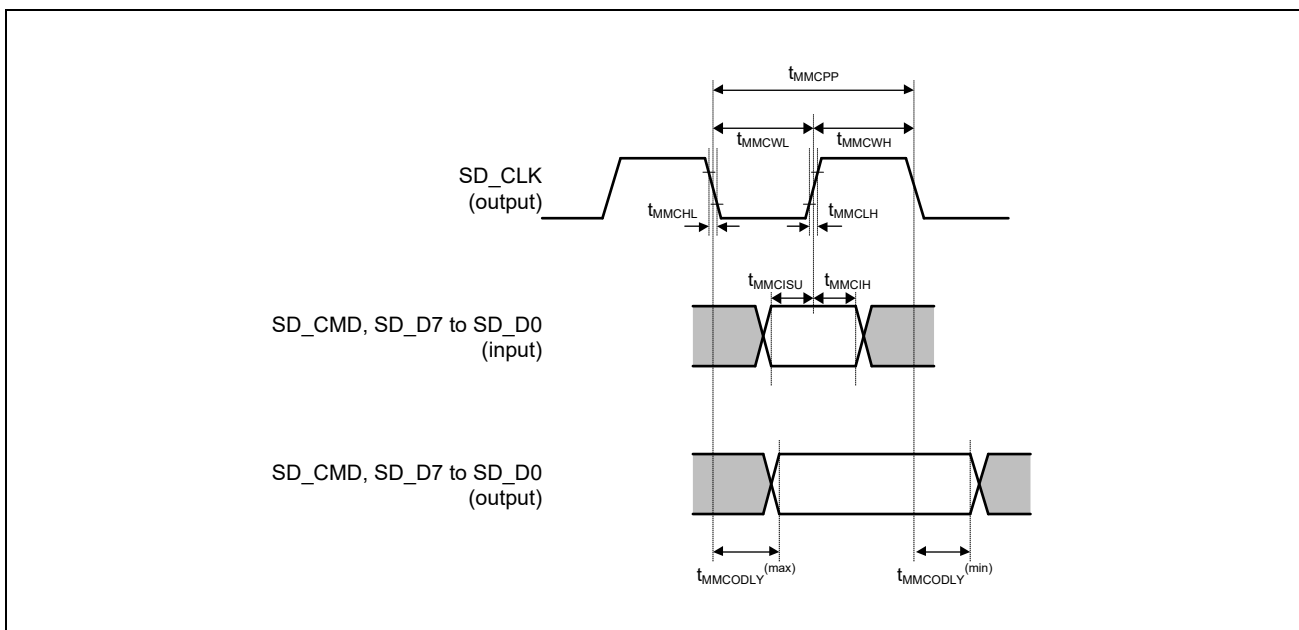 tMMCPP
tMMCWL
tMMCWH
SD_CLK
(output)
tMMCHL
tMMCLH
tMMCISU
tMMCIH
SD_CMD, SD_D7 to SD_D0
(input)
SD_CMD, SD_D7 to SD_D0
(output)
tMMCODLY(max)
tMMCODLY(min)